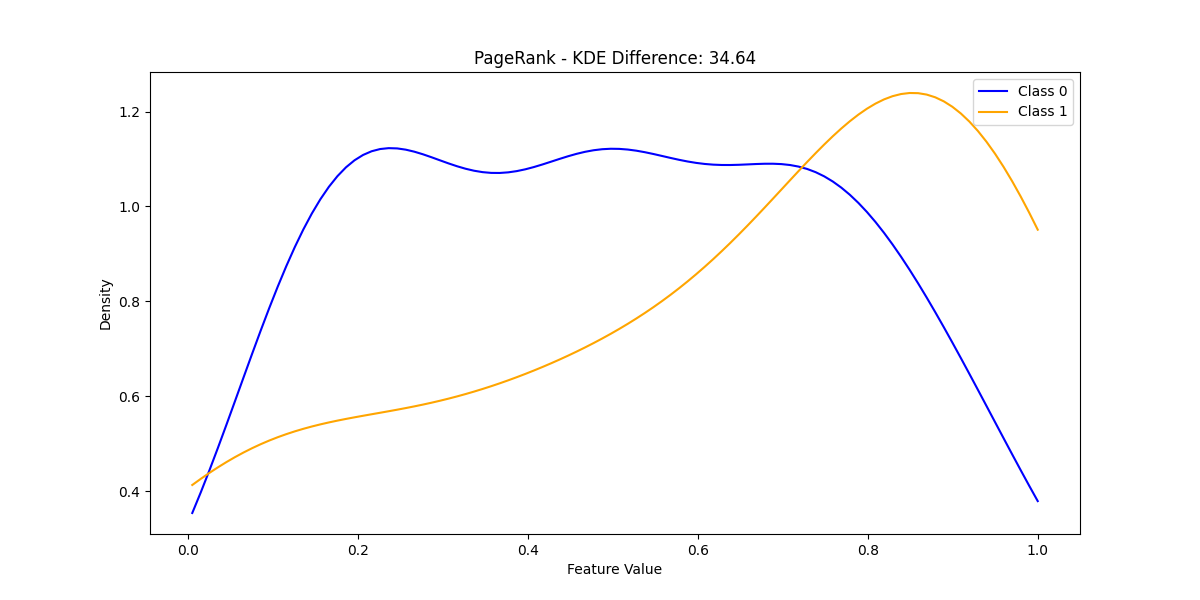 PageRank - KDE Difference: 34.64
Class 0
Class 1
1.2
1.0
0.8
0.6
0.4
Density
0.0 0.2 0.4 0.6 0.8 1.0
Feature Value